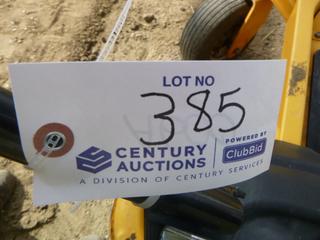 LOT NO
385
CENTURY
AUCTIONS
POWERED BY
ClubBid
A DIVISION OF CENTURY SERVICES